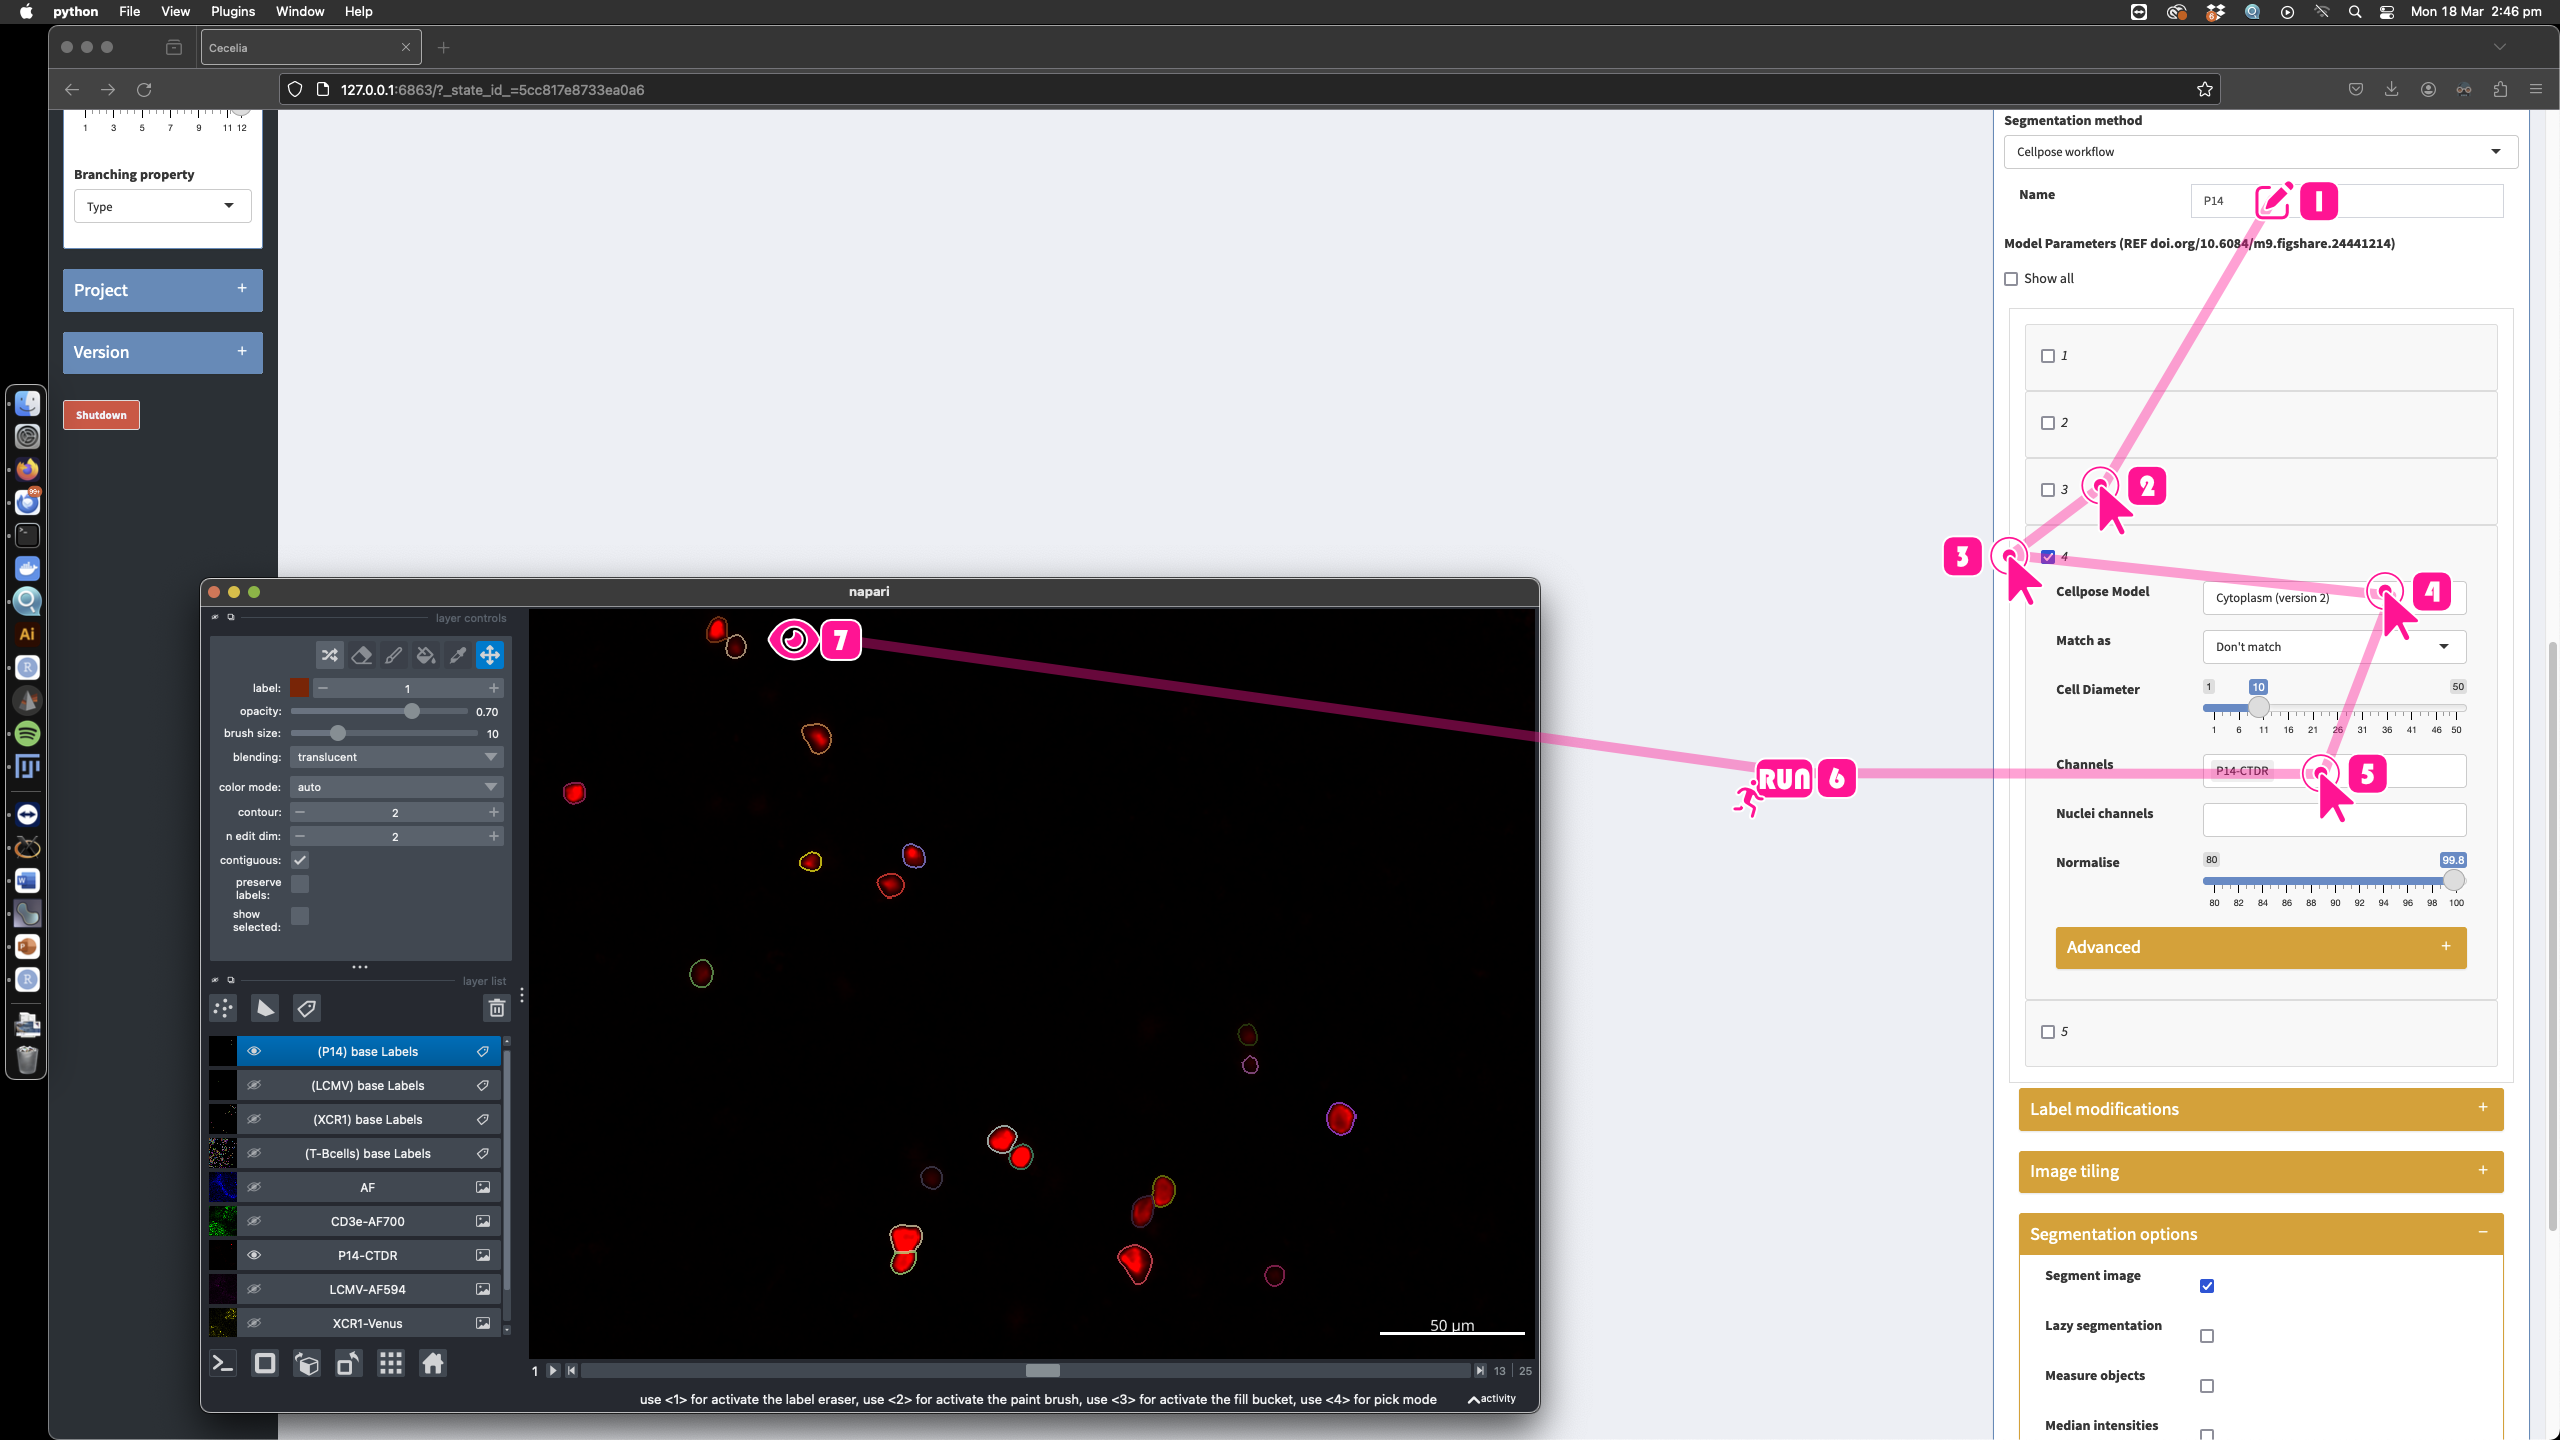 python File View Plugins Window Help
6
Mon 18 Mar 2:46 pm
Cecelia
127.0.0.1:6863/?_state_id_=5cc817e8733ea0a6
1 3 5 7 9 11 12
Branching property
Type
Project +
Version +
Shutdown
99+
Ai
R
W
P
R
Segmentation method
Cellpose workflow
Name
P14
1
Model Parameters (REF doi.org/10.6084/m9.figshare.24441214)
Show all
1
2
3
2
3
4
Cellpose Model
Cytoplasm (version 2)
4
Match as
Don't match
Cell Diameter
1 10 50
1 6 11 16 21 26 31 36 41 46 50
Channels
P14-CTDR
5
RUN 6
Nuclei channels
Normalise
80 99.8
80 82 84 86 88 90 92 94 96 98 100
Advanced +
5
Label modifications +
Image tiling +
Segmentation options −
Segment image
Lazy segmentation
Measure objects
Median intensities
napari
layer controls
label: 1
opacity: 0.70
brush size: 10
blending: translucent
color mode: auto
contour: 2
n edit dim: 2
contiguous:
preserve
labels:
show
selected:
layer list
(P14) base Labels
(LCMV) base Labels
(XCR1) base Labels
(T-Bcells) base Labels
AF
CD3e-AF700
P14-CTDR
LCMV-AF594
XCR1-Venus
7
50 µm
1 13 25
use <1> for activate the label eraser, use <2> for activate the paint brush, use <3> for activate the fill bucket, use <4> for pick mode
activity